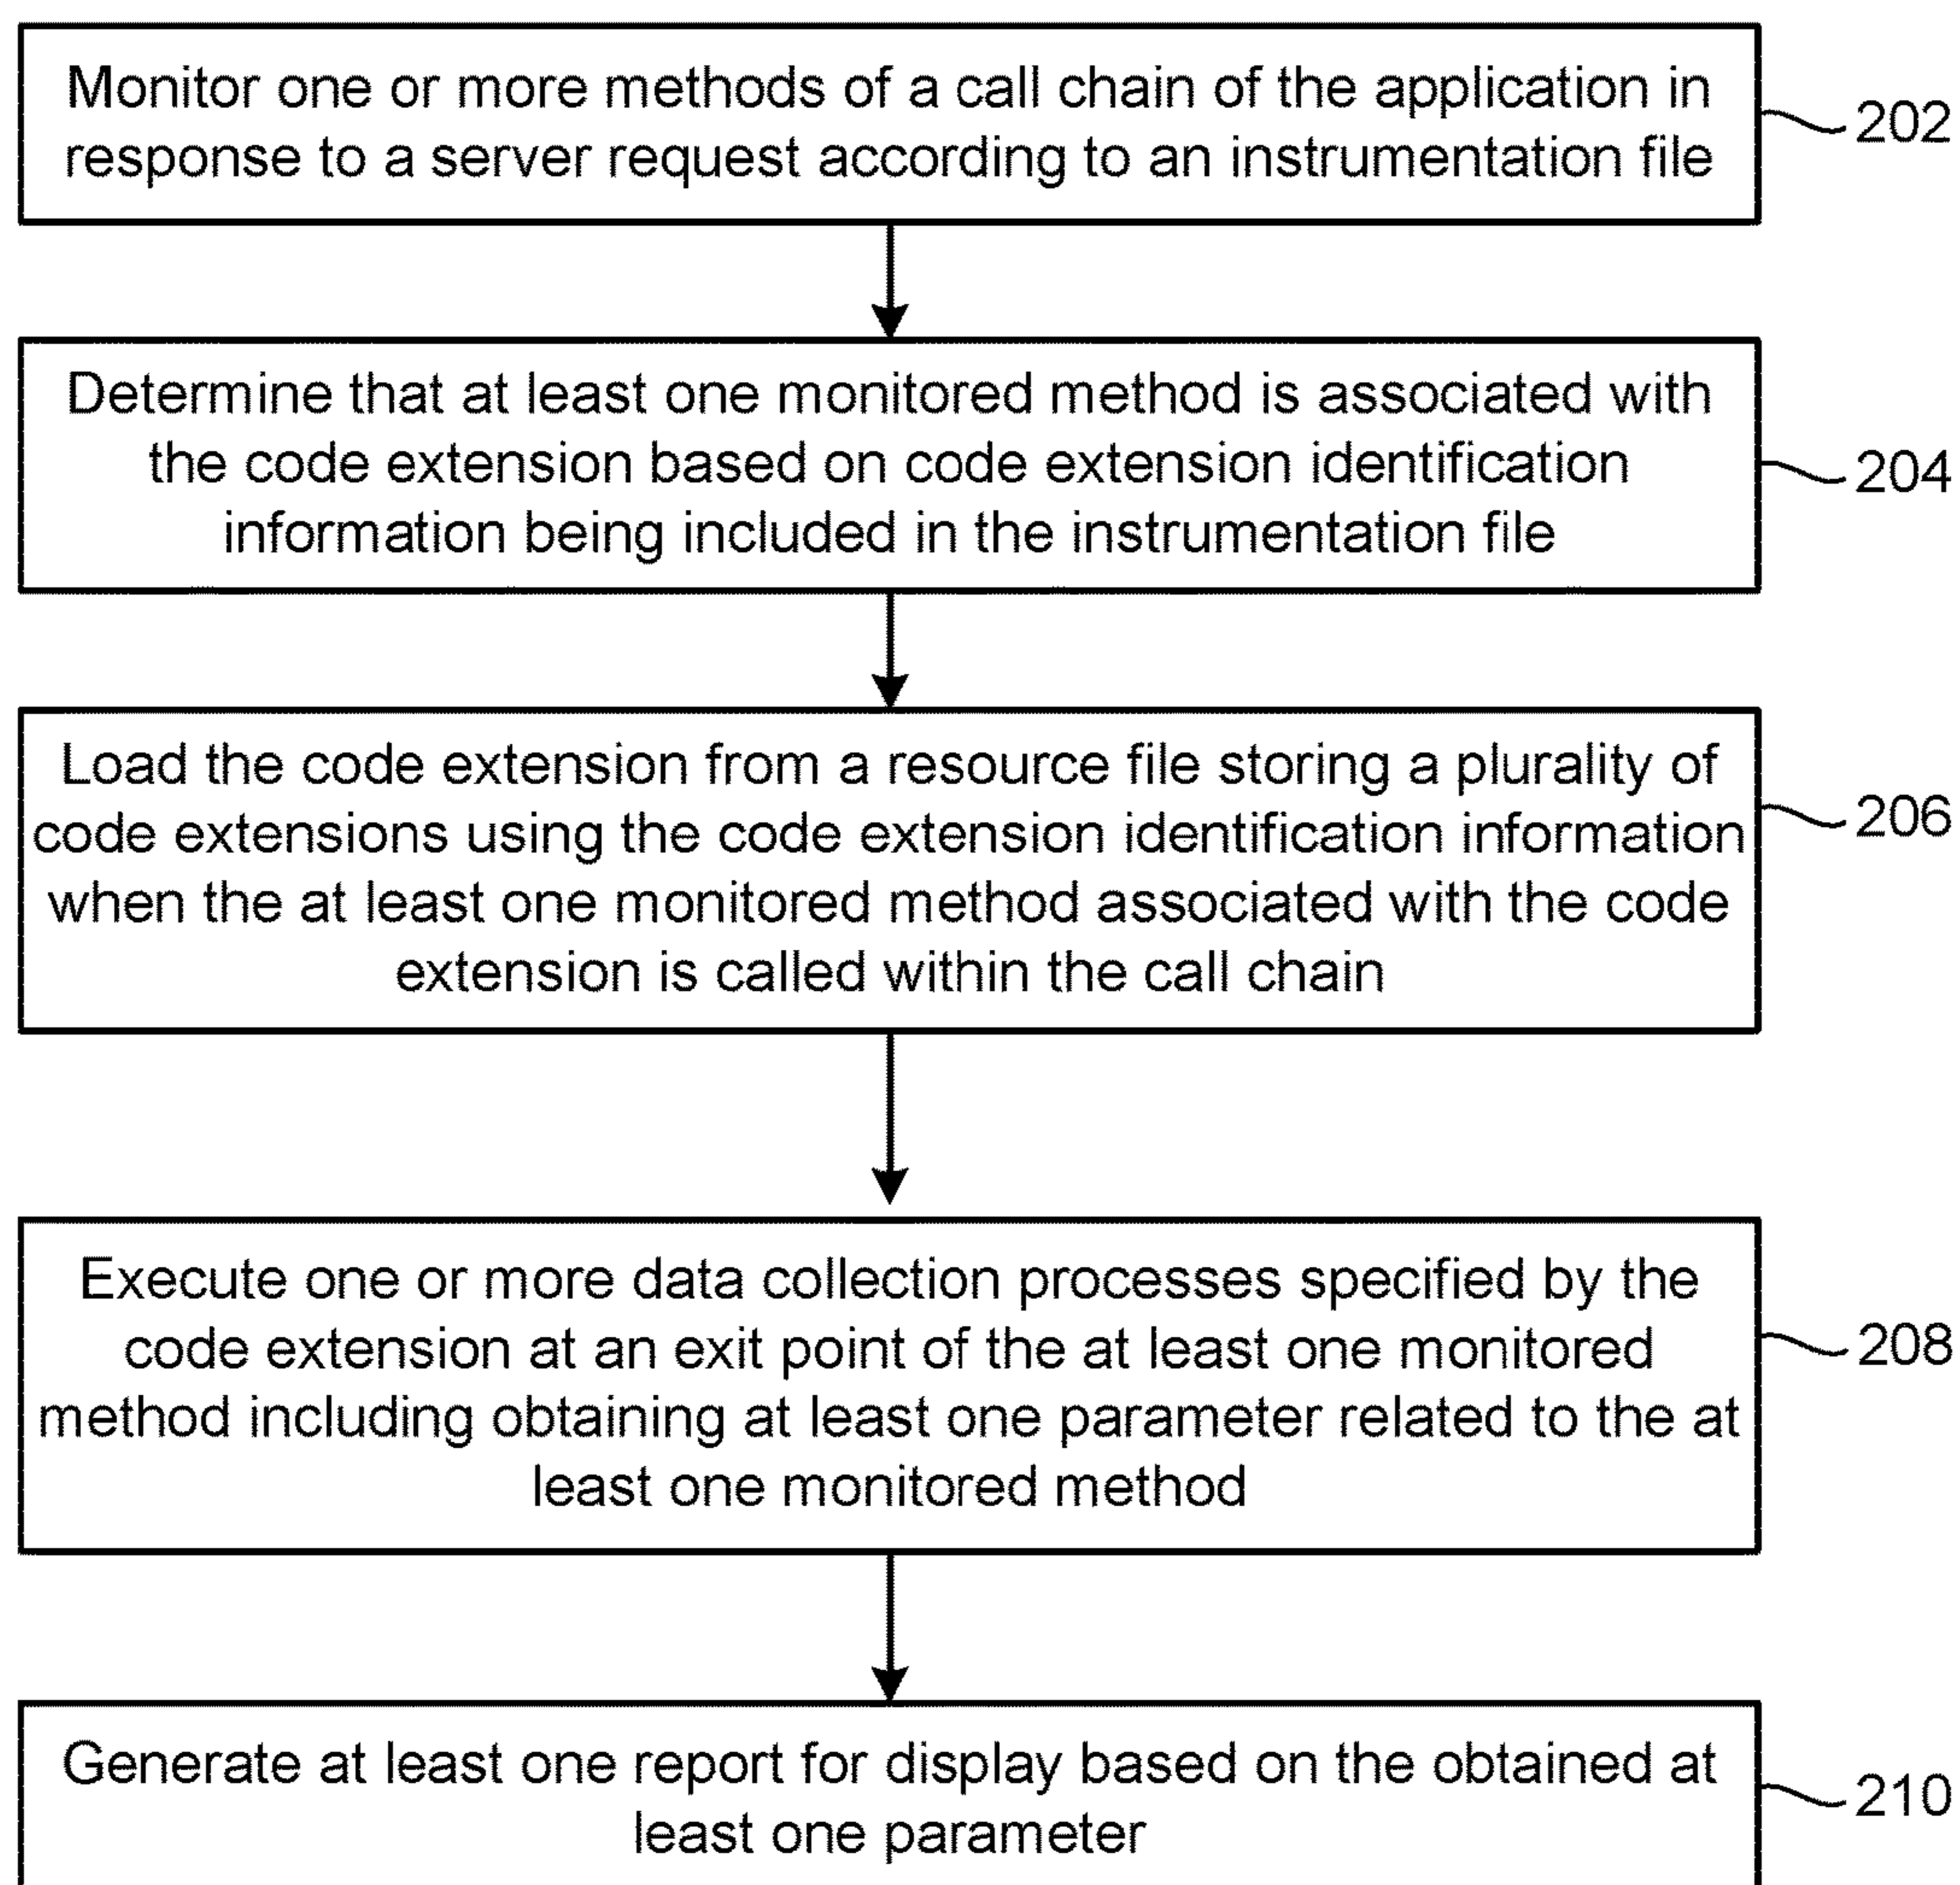 Monitor one or more methods of a call chain of the application in
response to a server request according to an instrumentation file
202
Determine that at least one monitored method is associated with
the code extension based on code extension identification
information being included in the instrumentation file
204
Load the code extension from a resource file storing a plurality of
code extensions using the code extension identification information
when the at least one monitored method associated with the code
extension is called within the call chain
206
Execute one or more data collection processes specified by the
code extension at an exit point of the at least one monitored
method including obtaining at least one parameter related to the at
least one monitored method
208
Generate at least one report for display based on the obtained at
least one parameter
210